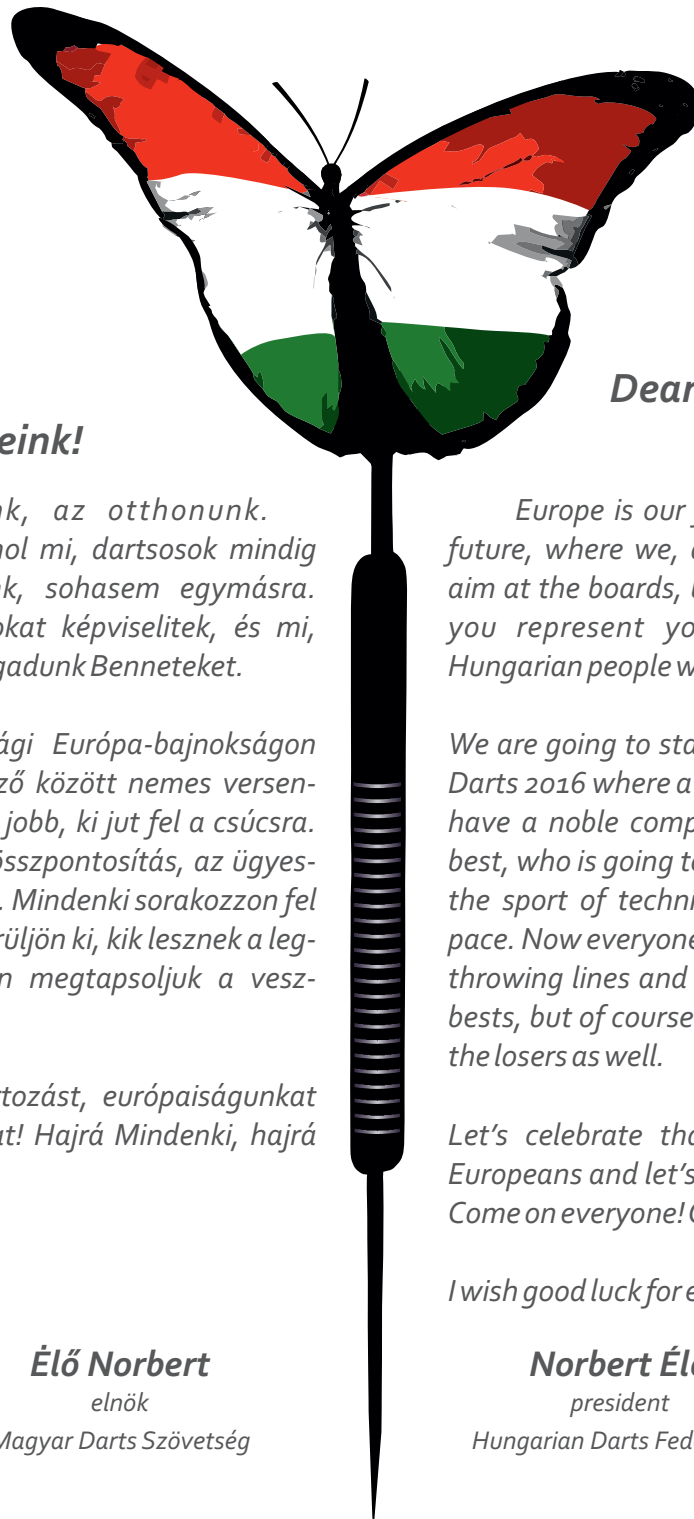 eink!
nk, az otthonunk.
hol mi, dartsosok mindig
nk, sohasem egymásra.
okat képviselitek, és mi,
gadunk Benneteket.
ági Európa-bajnokságon
ző között nemes versen-
jobb, ki jut fel a csúcsra.
összpontosítás, az ügyes-
. Mindenki sorakozzon fel
rüljön ki, kik lesznek a leg-
n megtapsoljuk a vesz-
tozást, európaiságunkat
at! Hajrá Mindenki, hajrá
Ėlő Norbert
elnök
Magyar Darts Szövetség
Dear
Europe is our
future, where we,
aim at the boards,
you represent yo
Hungarian people w
We are going to sta
Darts 2016 where a
have a noble comp
best, who is going to
the sport of techni
pace. Now everyone
throwing lines and
bests, but of course
the losers as well.
Let's celebrate tha
Europeans and let's
Come on everyone!
I wish good luck for e
Norbert Élő
president
Hungarian Darts Fed